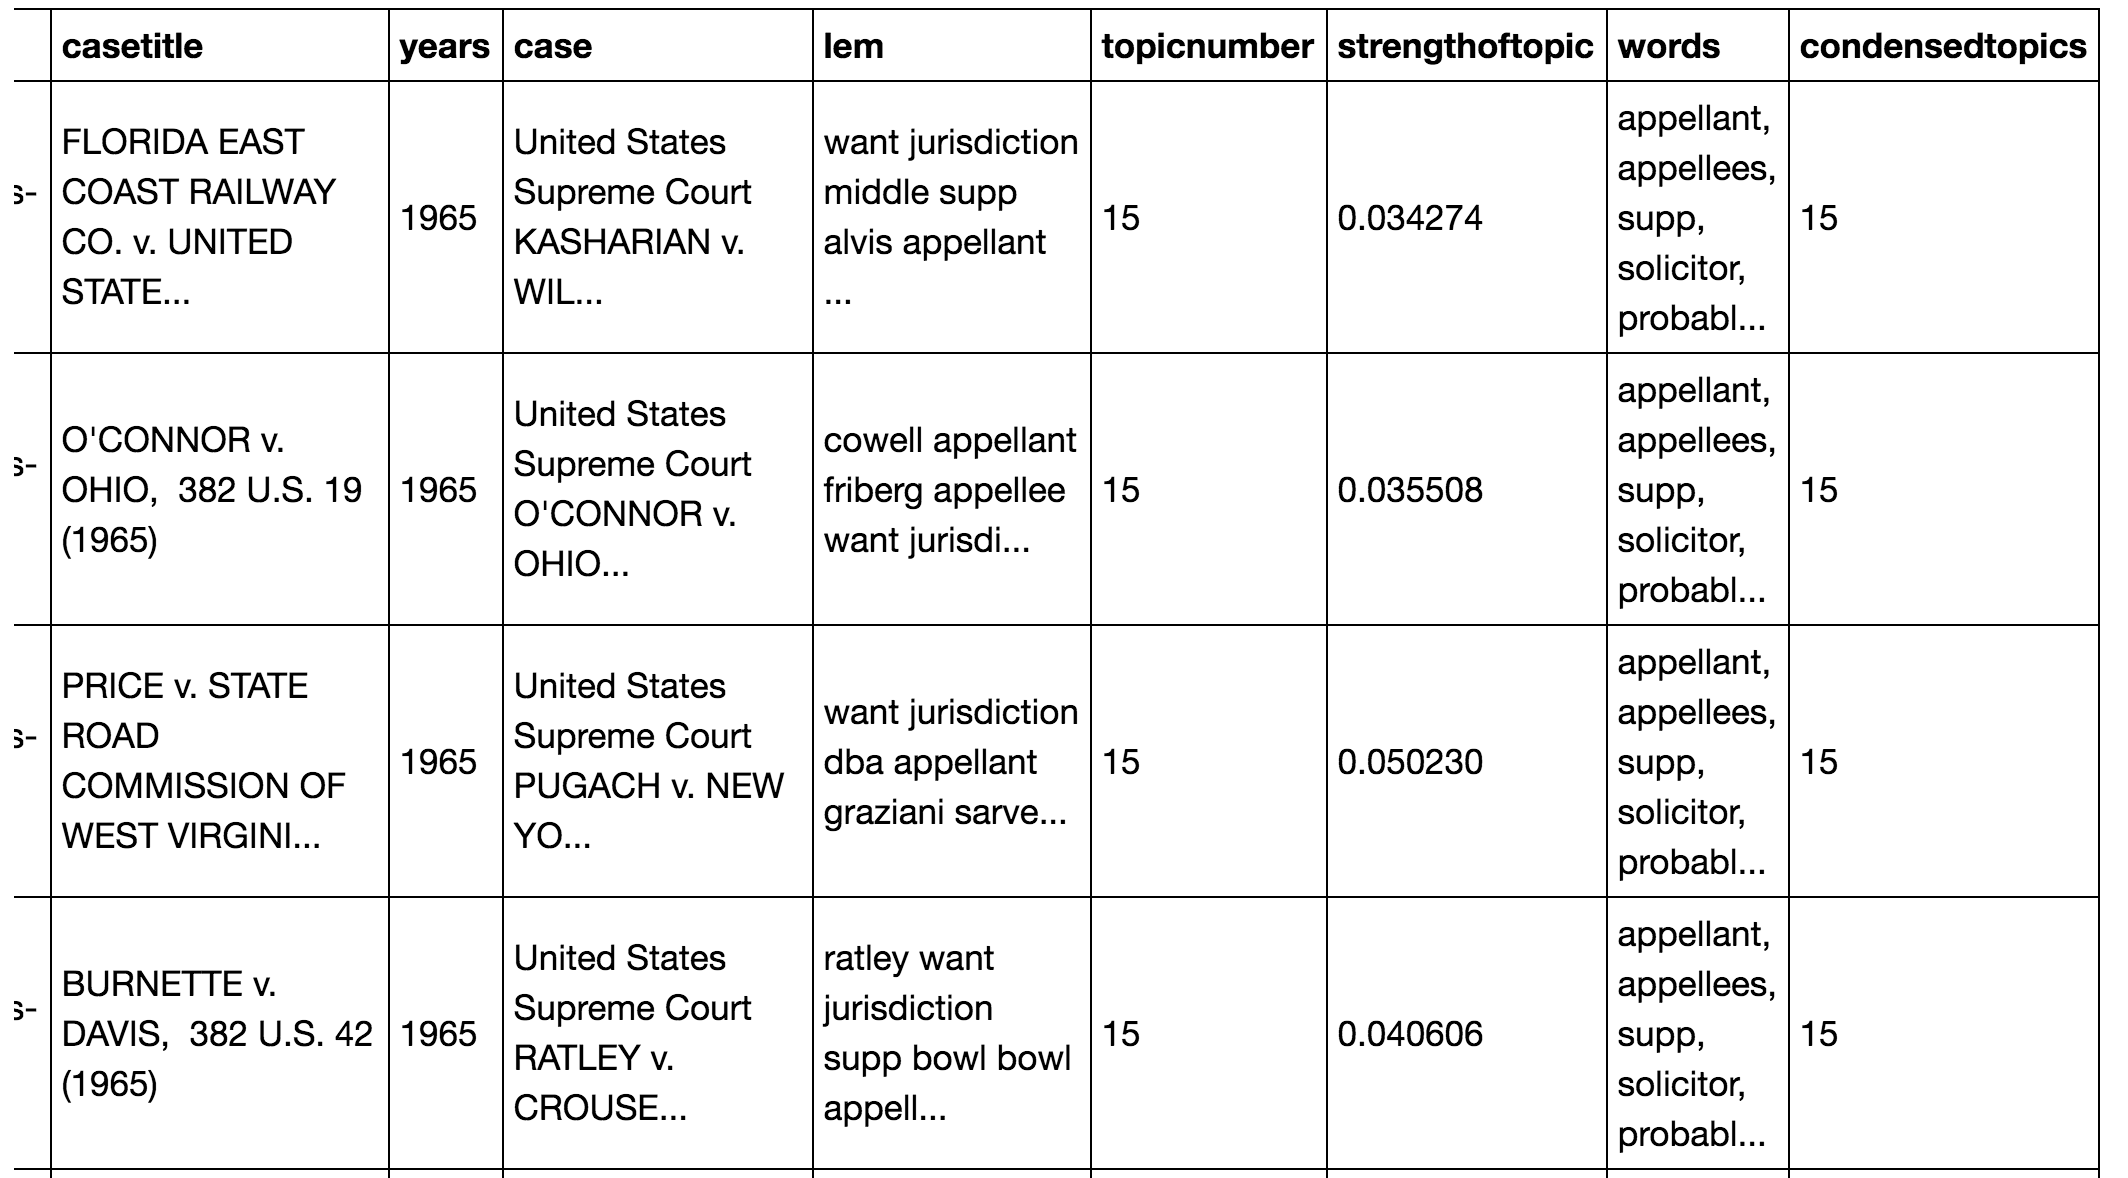 casetitle years case lem topicnumber strengthoftopic words condensedtopics
s-
FLORIDA EAST
COAST RAILWAY
CO. v. UNITED
STATE...
1965
United States
Supreme Court
KASHARIAN v.
WIL...
want jurisdiction
middle supp
alvis appellant
...
15
0.034274
appellant,
appellees,
supp,
solicitor,
probabl...
15
s-
O'CONNOR v.
OHIO, 382 U.S. 19
(1965)
1965
United States
Supreme Court
O'CONNOR v.
OHIO...
cowell appellant
friberg appellee
want jurisdi...
15
0.035508
appellant,
appellees,
supp,
solicitor,
probabl...
15
s-
PRICE v. STATE
ROAD
COMMISSION OF
WEST VIRGINI...
1965
United States
Supreme Court
PUGACH v. NEW
YO...
want jurisdiction
dba appellant
graziani sarve...
15
0.050230
appellant,
appellees,
supp,
solicitor,
probabl...
15
s-
BURNETTE v.
DAVIS, 382 U.S. 42
(1965)
1965
United States
Supreme Court
RATLEY v.
CROUSE...
ratley want
jurisdiction
supp bowl bowl
appell...
15
0.040606
appellant,
appellees,
supp,
solicitor,
probabl...
15